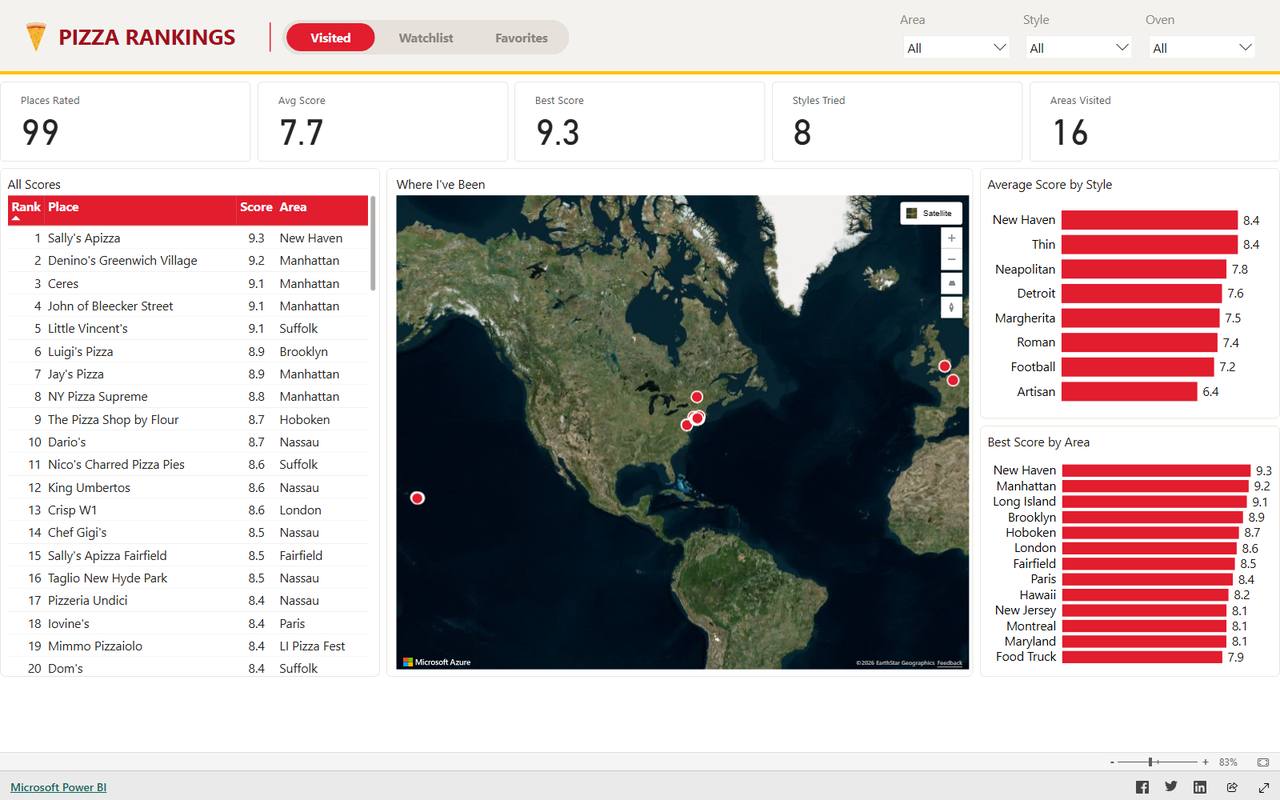 PIZZA RANKINGS
Visited Watchlist Favorites
Area Style Oven
All All All
Places Rated
99
Avg Score
7.7
Best Score
9.3
Styles Tried
8
Areas Visited
16
All Scores
Rank Place Score Area
1 Sally's Apizza 9.3 New Haven
2 Denino's Greenwich Village 9.2 Manhattan
3 Ceres 9.1 Manhattan
4 John of Bleecker Street 9.1 Manhattan
5 Little Vincent's 9.1 Suffolk
6 Luigi's Pizza 8.9 Brooklyn
7 Jay's Pizza 8.9 Manhattan
8 NY Pizza Supreme 8.8 Manhattan
9 The Pizza Shop by Flour 8.7 Hoboken
10 Dario's 8.7 Nassau
11 Nico's Charred Pizza Pies 8.6 Suffolk
12 King Umbertos 8.6 Nassau
13 Crisp W1 8.6 London
14 Chef Gigi's 8.5 Nassau
15 Sally's Apizza Fairfield 8.5 Fairfield
16 Taglio New Hyde Park 8.5 Nassau
17 Pizzeria Undici 8.4 Nassau
18 Iovine's 8.4 Paris
19 Mimmo Pizzaiolo 8.4 LI Pizza Fest
20 Dom's 8.4 Suffolk
Where I've Been
Satellite
+
-
Microsoft Azure
©2026 EarthStar Geographics Feedback
Average Score by Style
New Haven 8.4
Thin 8.4
Neapolitan 7.8
Detroit 7.6
Margherita 7.5
Roman 7.4
Football 7.2
Artisan 6.4
Best Score by Area
New Haven 9.3
Manhattan 9.2
Long Island 9.1
Brooklyn 8.9
Hoboken 8.7
London 8.6
Fairfield 8.5
Paris 8.4
Hawaii 8.2
New Jersey 8.1
Montreal 8.1
Maryland 8.1
Food Truck 7.9
- + 83%
Microsoft Power BI